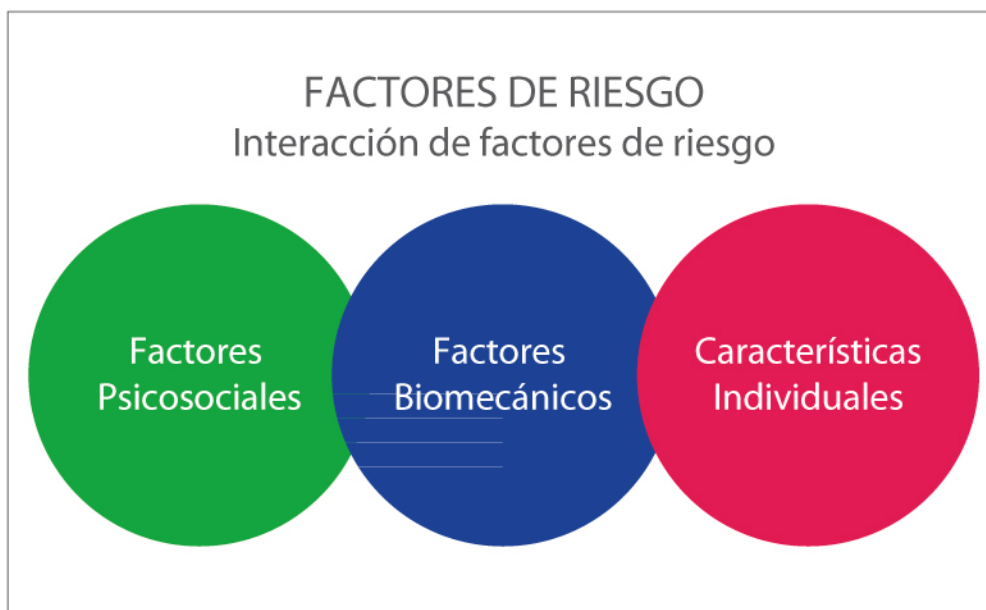 FACTORES DE RIESGO
Interacción de factores de riesgo
Factores
Psicosociales
Factores
Biomecánicos
Características
Individuales